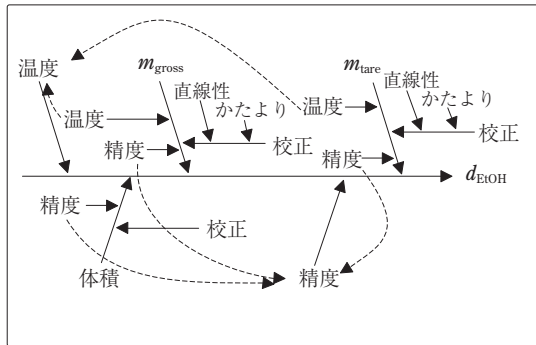 m_gross
m_tare
温度
直線性
直線性
温度
かたより
かたより
温度
校正
校正
精度
精度
d_EtOH
精度
校正
体積
精度